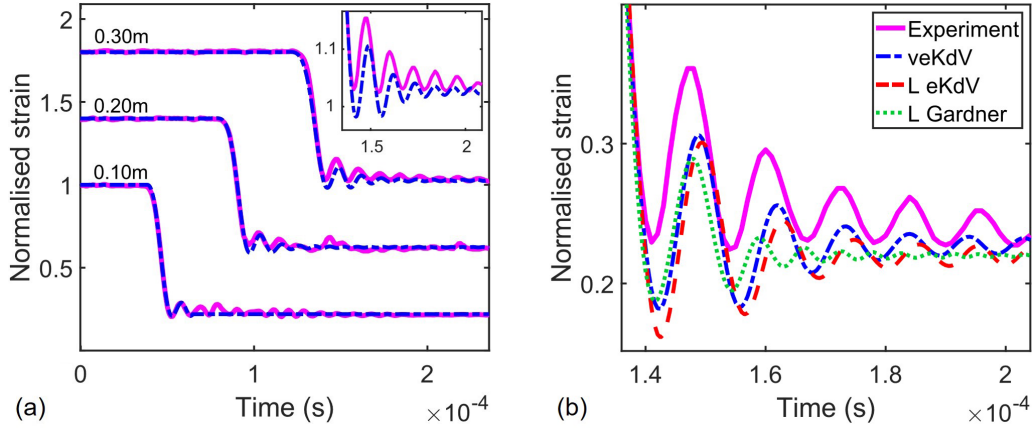 2
1.5
1
0.5
Normalised strain
0.30m
0.20m
0.10m
1.1
1
1.5
2
0
1
2
(a)
Time (s)
×10⁻⁴
0.3
0.2
Normalised strain
Experiment
veKdV
L eKdV
L Gardner
1.4
1.6
1.8
2
(b)
Time (s)
×10⁻⁴